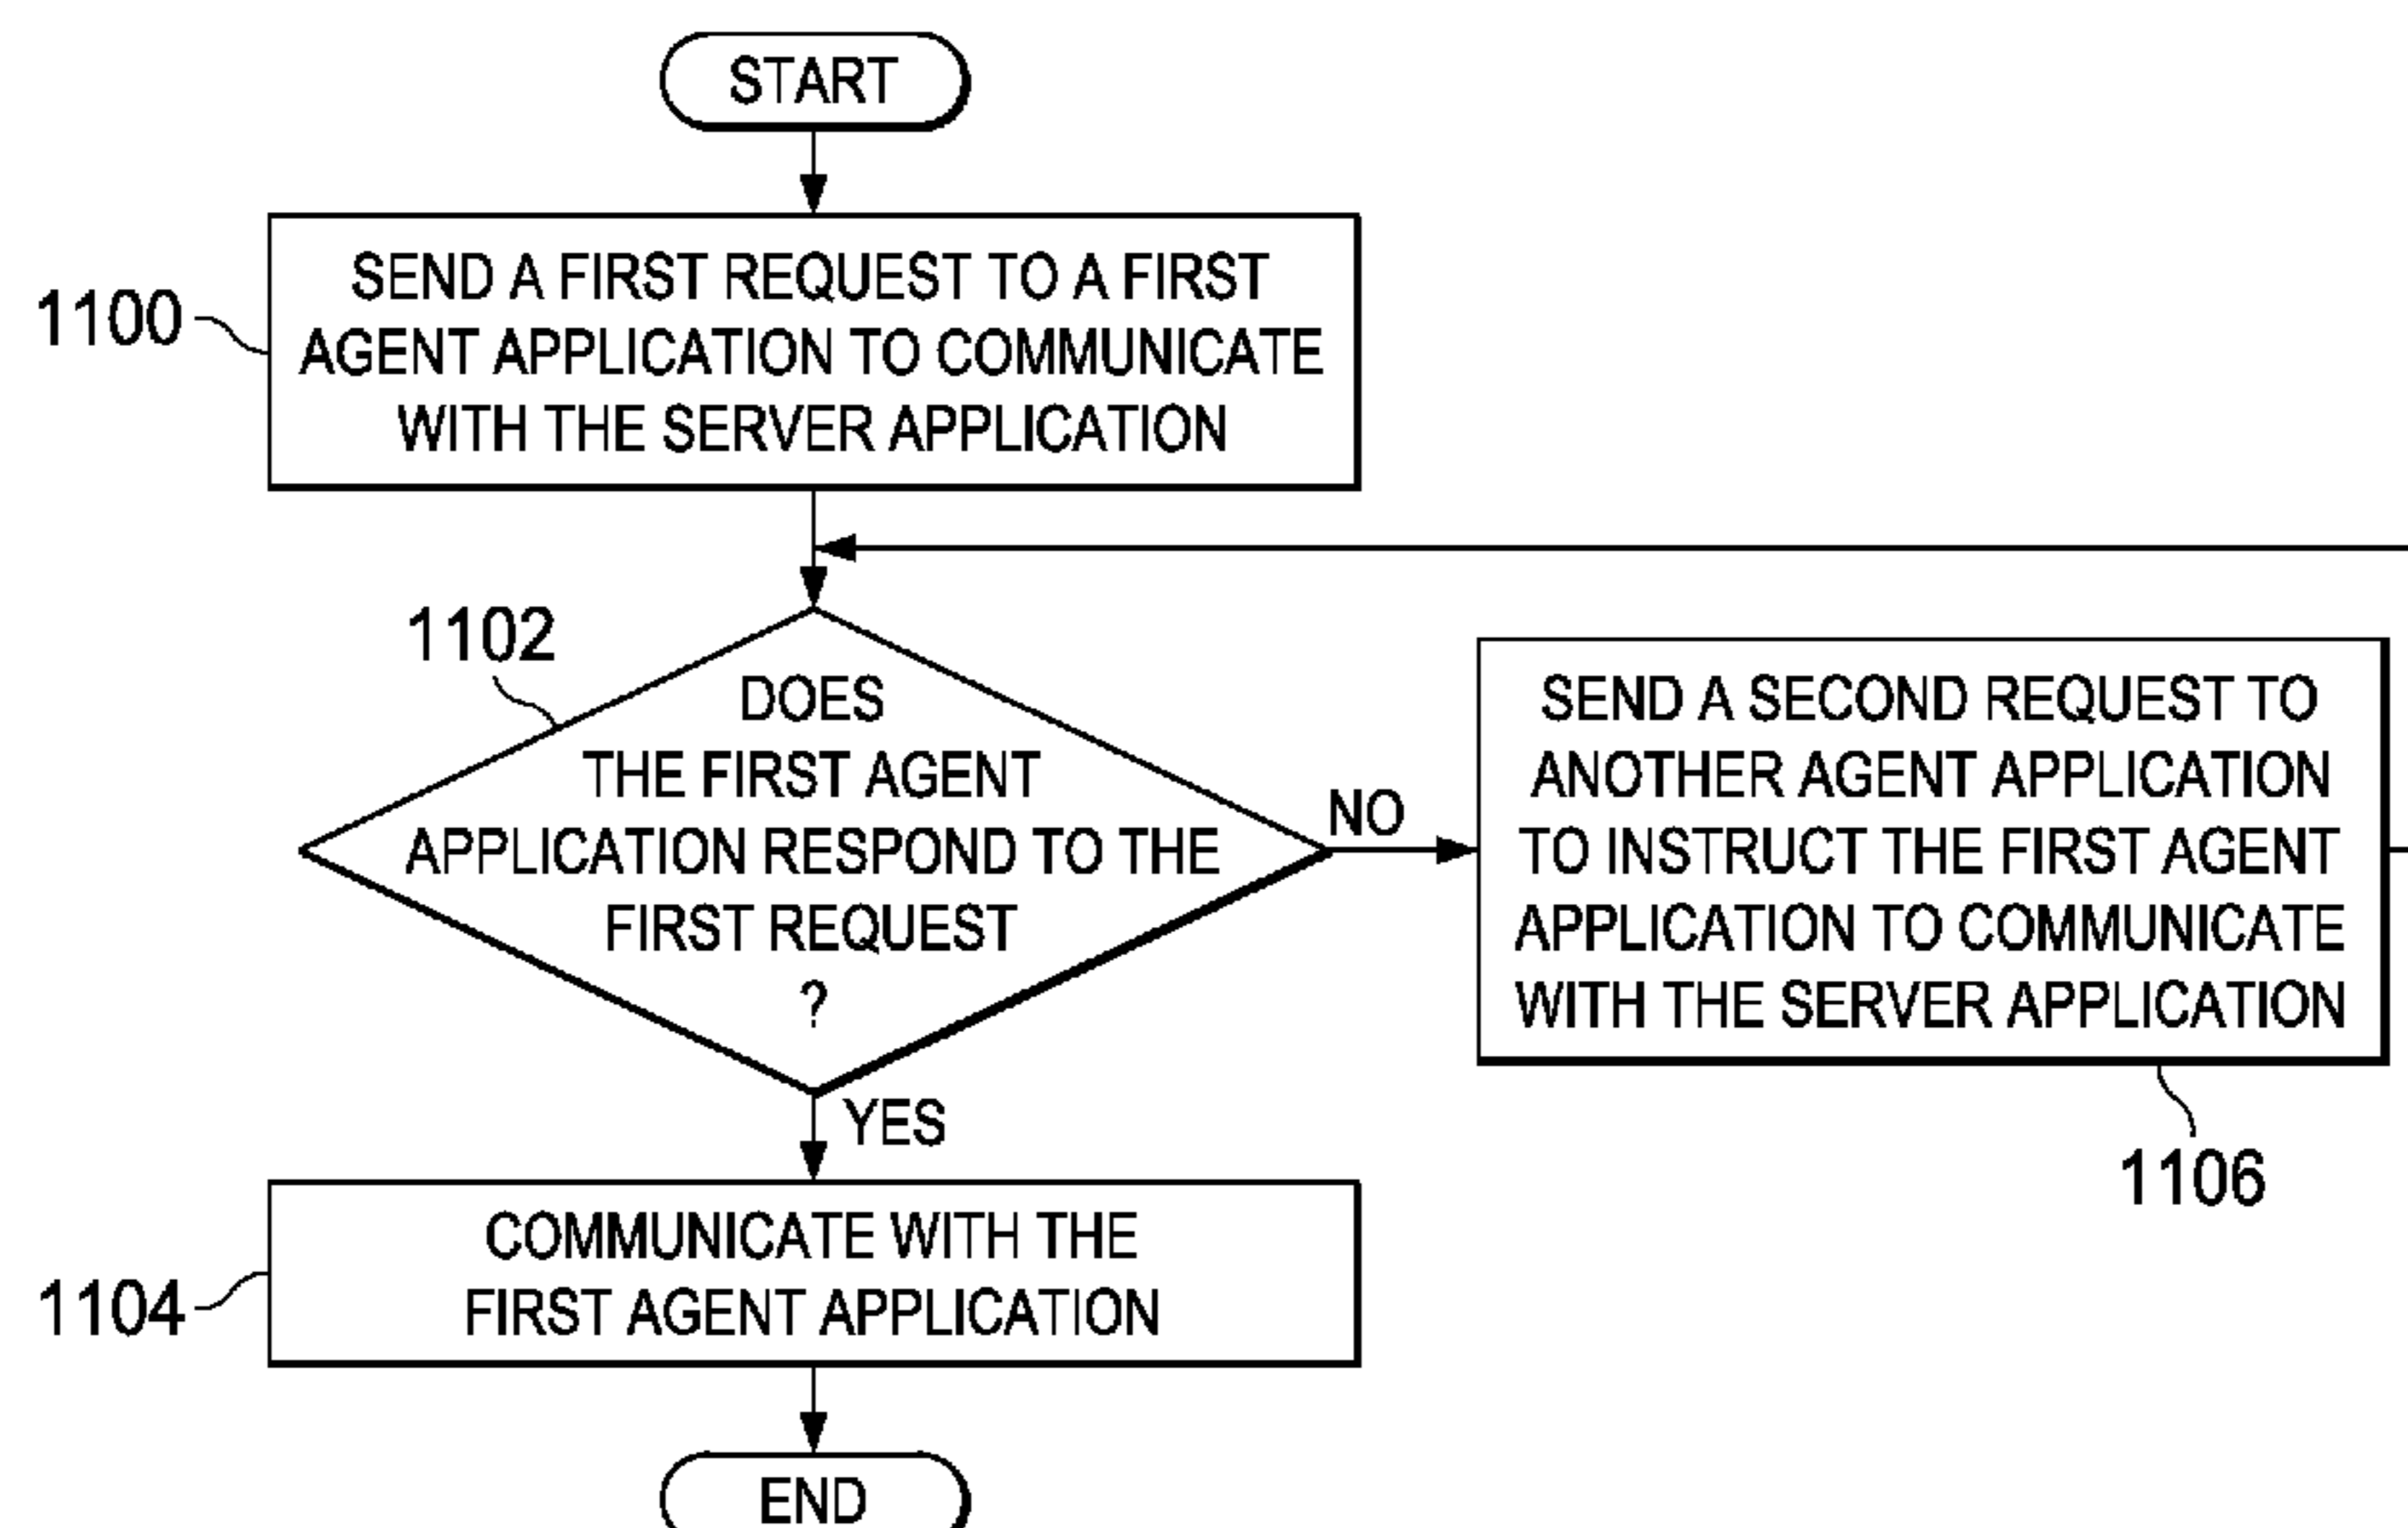 START
1100
SEND A FIRST REQUEST TO A FIRST
AGENT APPLICATION TO COMMUNICATE
WITH THE SERVER APPLICATION
1102
DOES
THE FIRST AGENT
APPLICATION RESPOND TO THE
FIRST REQUEST
?
NO
SEND A SECOND REQUEST TO
ANOTHER AGENT APPLICATION
TO INSTRUCT THE FIRST AGENT
APPLICATION TO COMMUNICATE
WITH THE SERVER APPLICATION
1106
YES
1104
COMMUNICATE WITH THE
FIRST AGENT APPLICATION
END